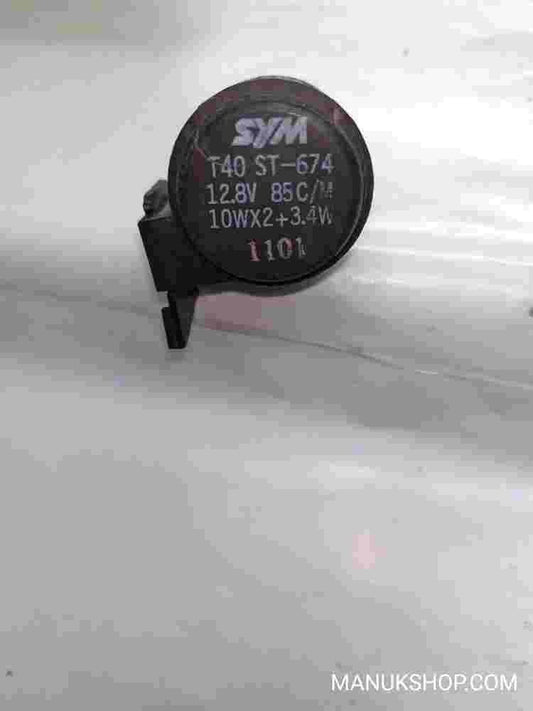 SYM
T40 ST-674
12.8V 85C/M
10WX2+3.4W
1101
MANUKSHOP.COM